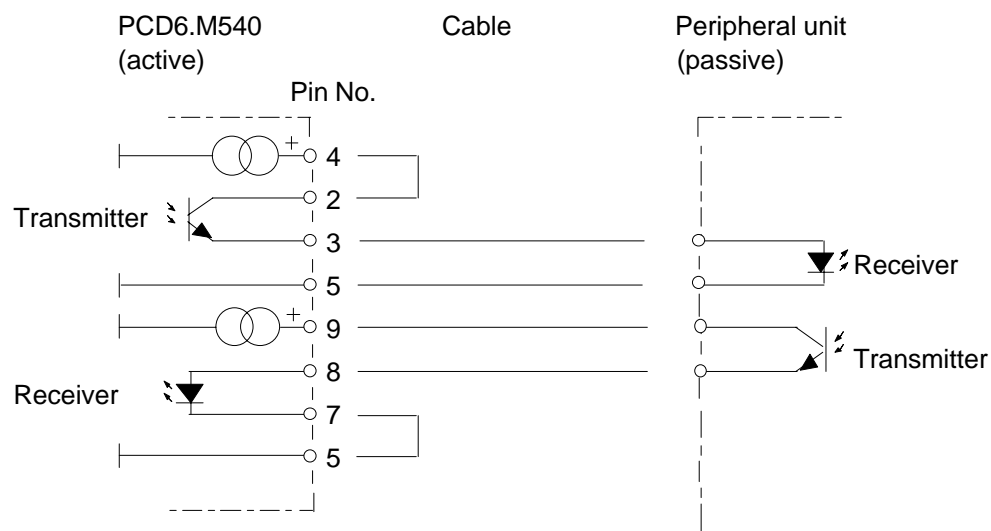 PCD6.M540 Cable Peripheral unit
(active) (passive)
Pin No.
+ 4
2
Transmitter
3
5 Receiver
+ 9
8 Transmitter
Receiver
7
5